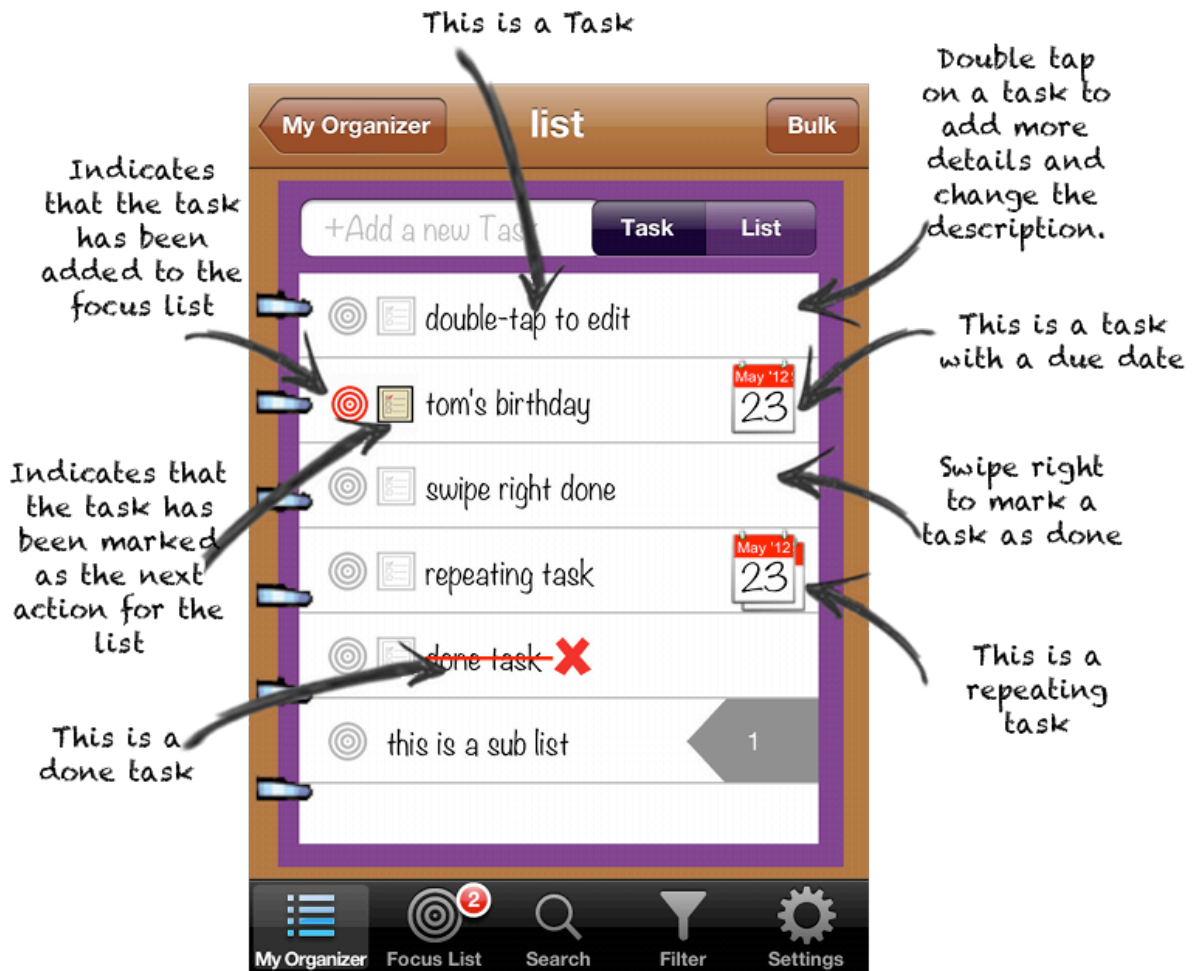 This is a Task
Double tap
on a task to
add more
details and
change the
description.
My Organizer
list
Bulk
Indicates
that the task
has been
added to the
focus list
+Add a new Task
Task
List
double-tap to edit
This is a task
with a due date
tom's birthday
May '12
23
Indicates that
the task has
been marked
as the next
action for the
list
swipe right done
Swipe right
to mark a
task as done
repeating task
May '12
23
This is a
repeating
task
done task
This is a
done task
this is a sub list
1
2
My Organizer
Focus List
Search
Filter
Settings